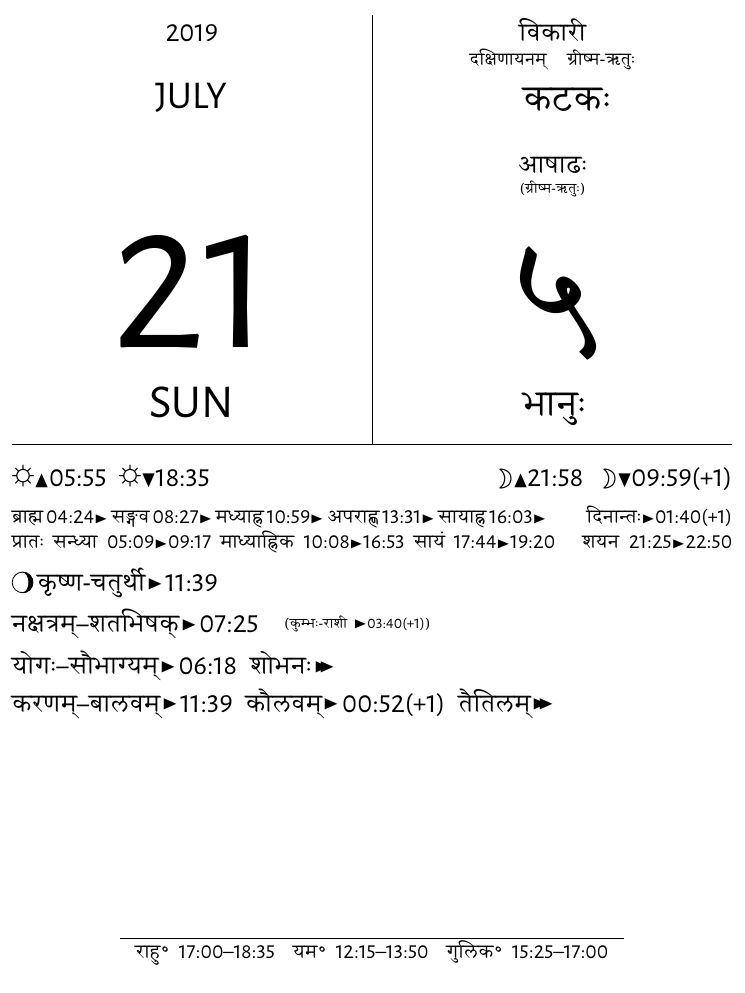 2019
JULY
21
SUN
विकारी
दक्षिणायनम् ग्रीष्म-ऋतुः
कटकः
आषाढः
(ग्रीष्म-ऋतुः)
५
भानुः
☼▲05:55 ☼▼18:35 ☽▲21:58 ☽▼09:59(+1)
ब्राह्म 04:24► सङ्गव 08:27► मध्याह्न 10:59► अपराह्ण 13:31► सायाह्न 16:03► दिनान्तः►01:40(+1)
प्रातः सन्ध्या 05:09►09:17 माध्याह्निक 10:08►16:53 सायं 17:44►19:20 शयन 21:25►22:50
कृष्ण-चतुर्थी►11:39
नक्षत्रम्–शतभिषक्►07:25 (कुम्भः-राशी ►03:40(+1))
योगः–सौभाग्यम्►06:18 शोभनः►►
करणम्–बालवम्►11:39 कौलवम्►00:52(+1) तैतिलम्►►
राहु° 17:00–18:35 यम° 12:15–13:50 गुलिक° 15:25–17:00